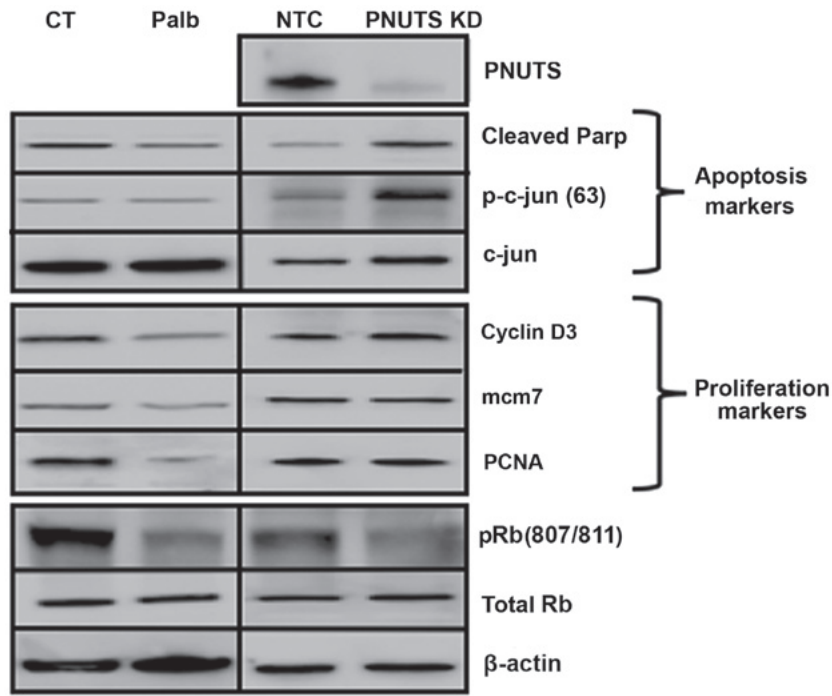 CT Palb NTC PNUTS KD
PNUTS
Cleaved Parp
p-c-jun (63)
c-jun
Apoptosis
markers
Cyclin D3
mcm7
PCNA
Proliferation
markers
pRb(807/811)
Total Rb
β-actin